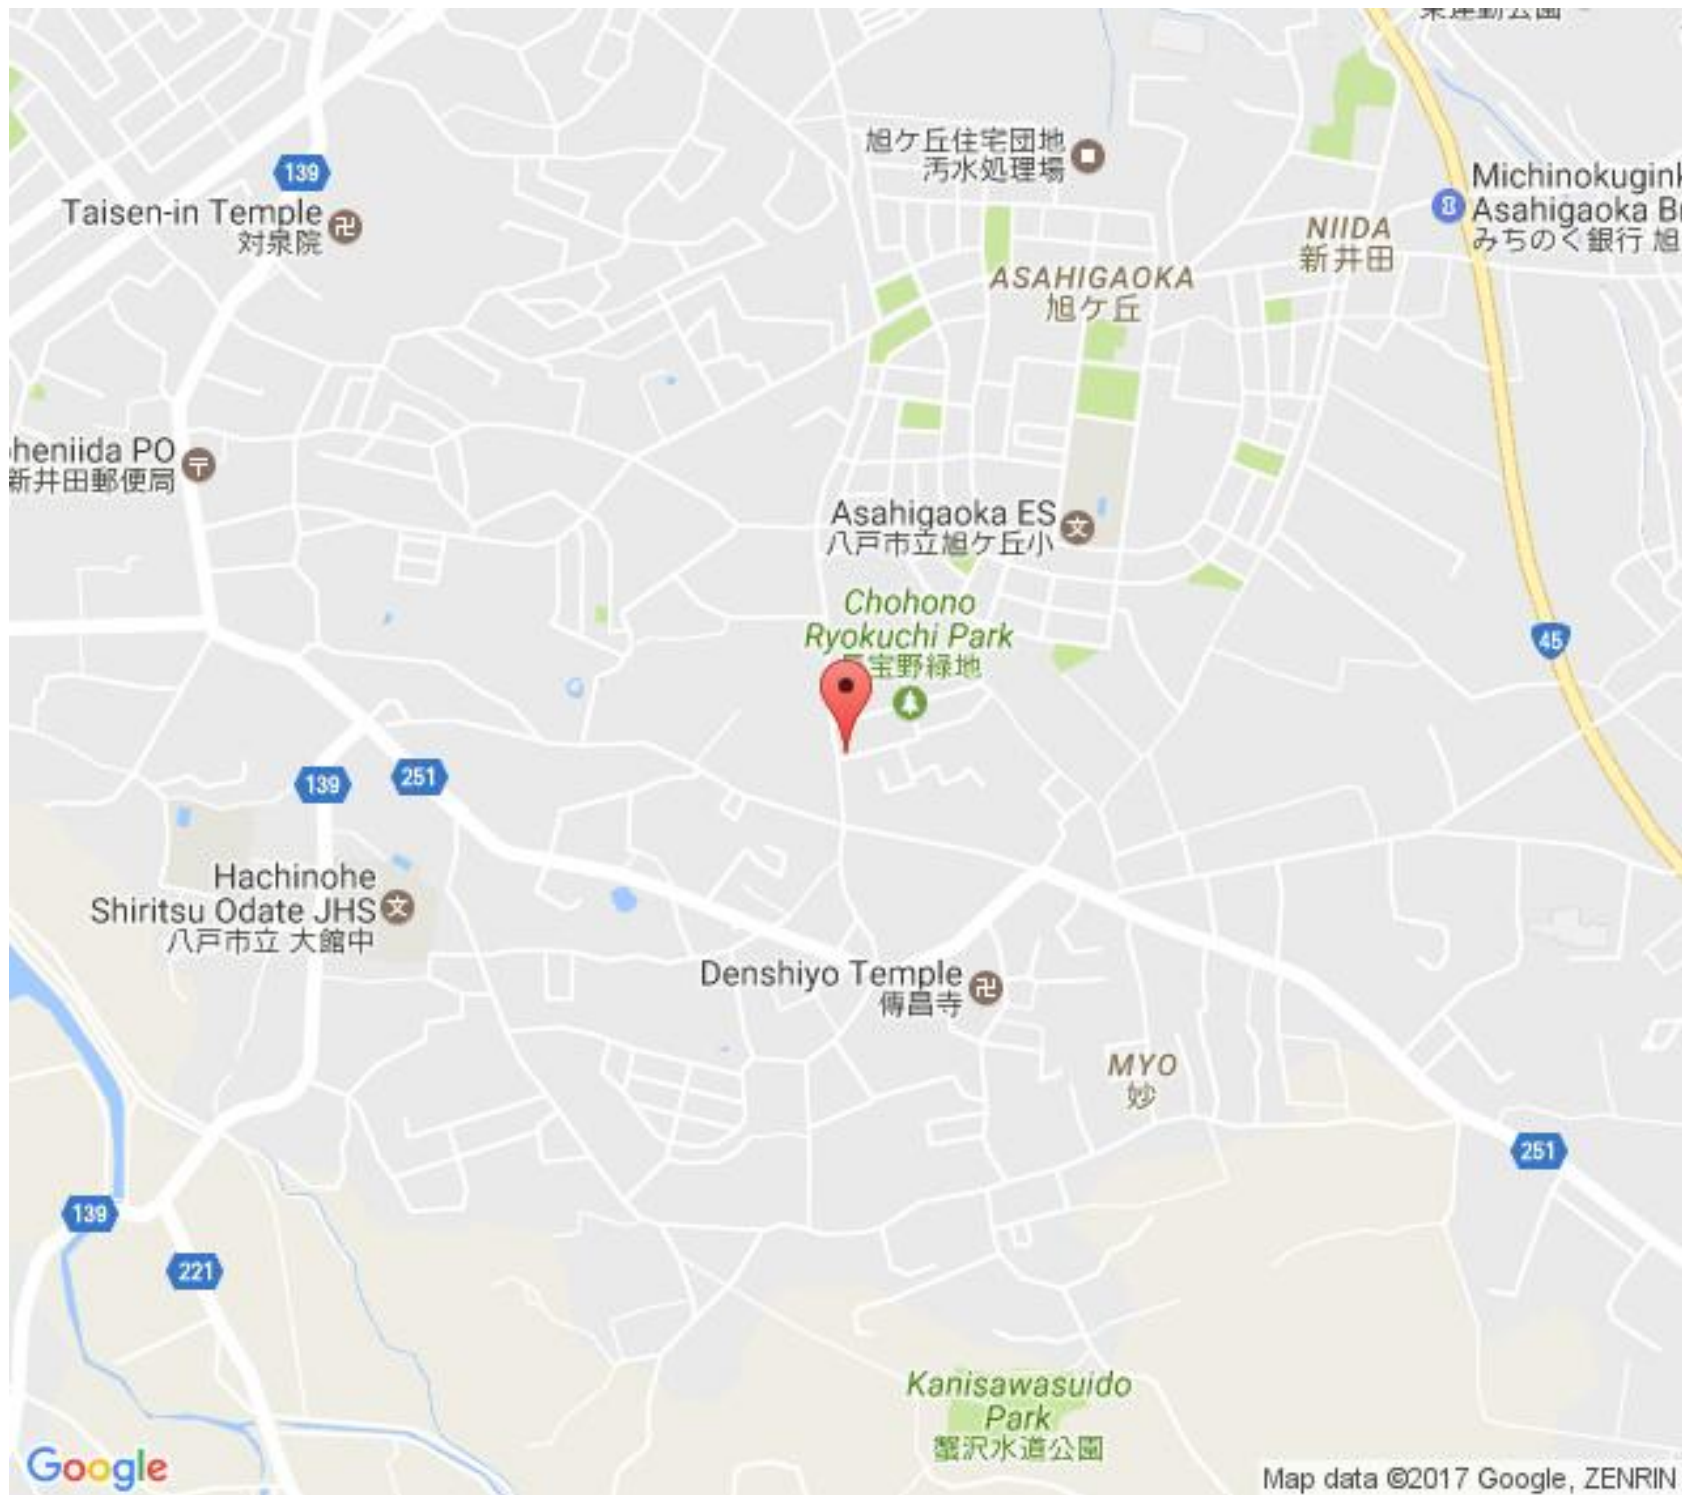 139
Taisen-in Temple
対泉院
旭ケ丘住宅団地
汚水処理場
NIIDA
新井田
Asahigaoka
みちのく銀行 旭
ASAHIGAOKA
旭ケ丘
heniida PO
新井田郵便局
Asahigaoka ES
八戸市立旭ケ丘小
Chohono
Ryokuchi Park
宝野緑地
45
139
251
Hachinohe
Shiritsu Odate JHS
八戸市立 大館中
Denshiyo Temple
傳昌寺
MYO
妙
251
139
221
Kanisawasuido
Park
蟹沢水道公園
Google
Map data ©2017 Google, ZENRIN